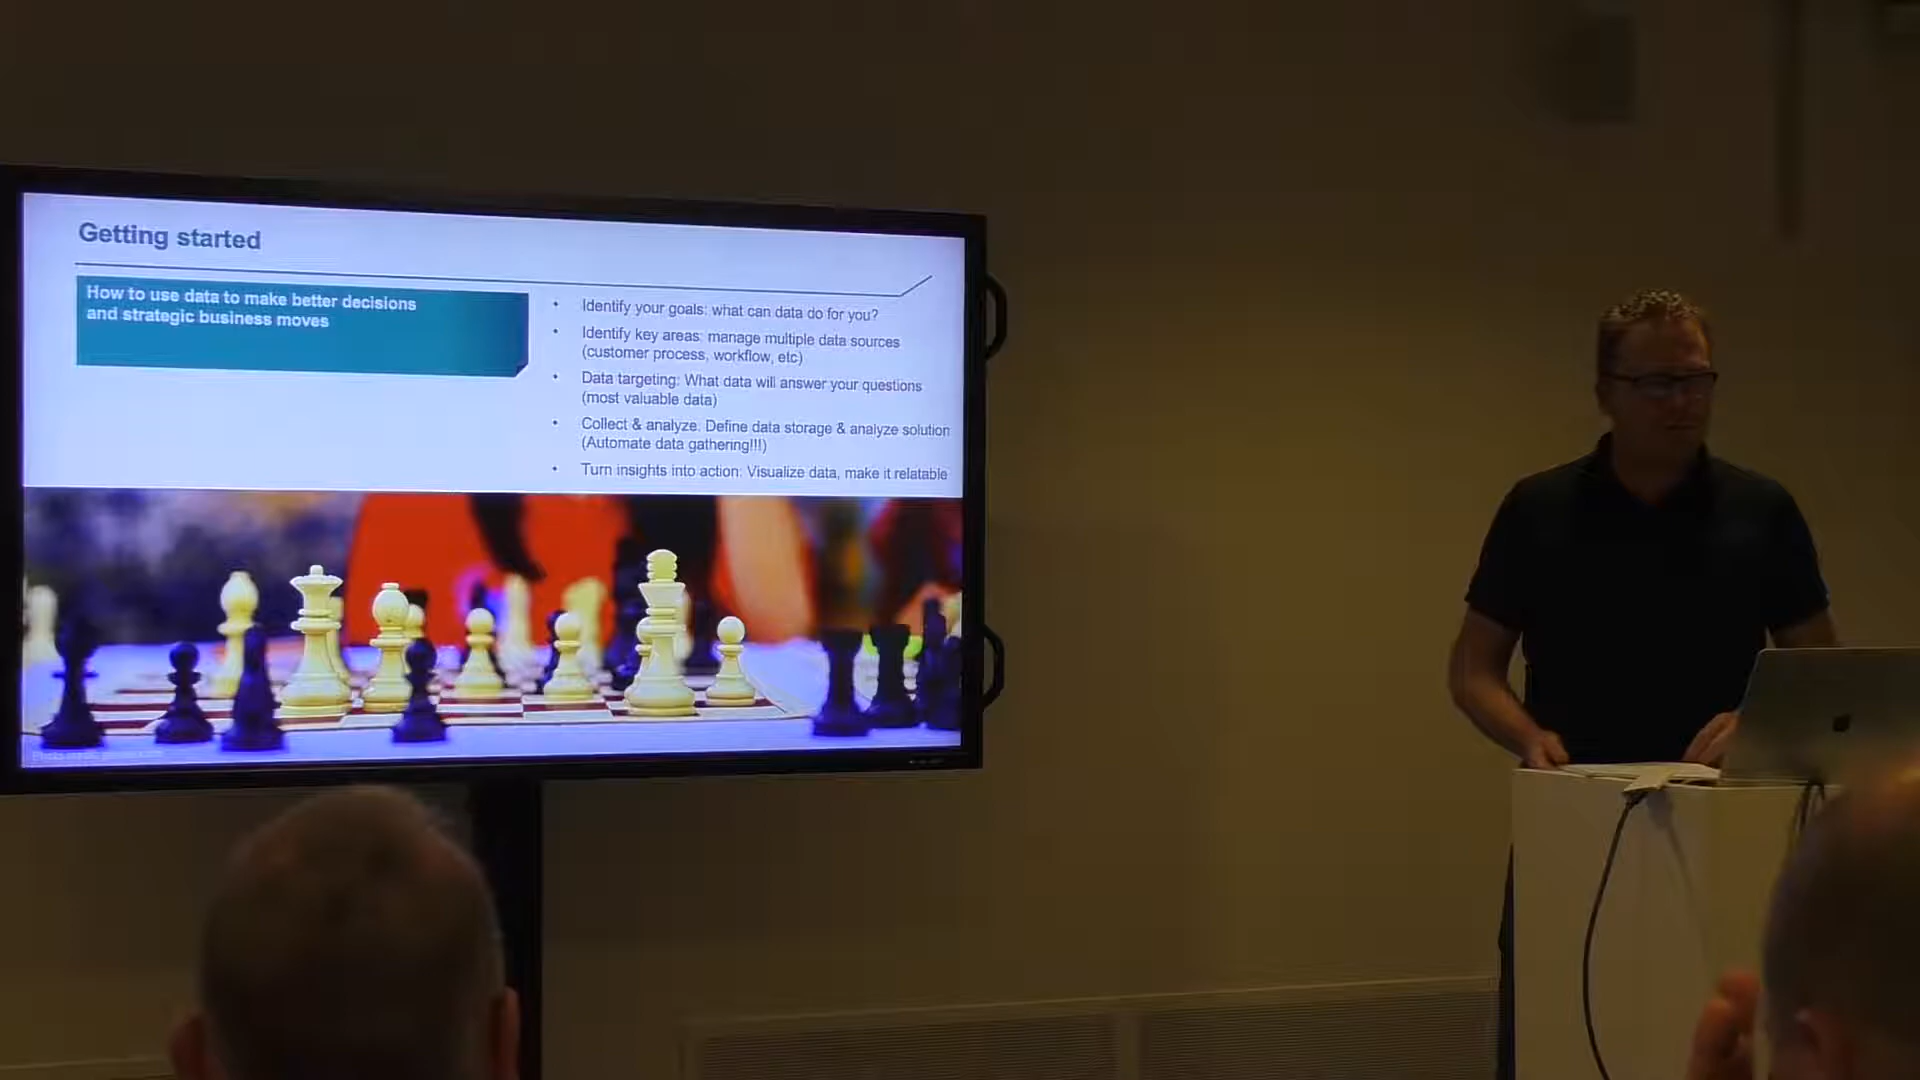 Getting started
How to use data to make better decisions
and strategic business moves
• Identify your goals: what can data do for you?
• Identify key areas: manage multiple data sources
(customer process, workflow, etc)
• Data targeting: What data will answer your questions
(most valuable data)
• Collect & analyze: Define data storage & analyze solution
(Automate data gathering!!!)
• Turn insights into action: Visualize data, make it relatable